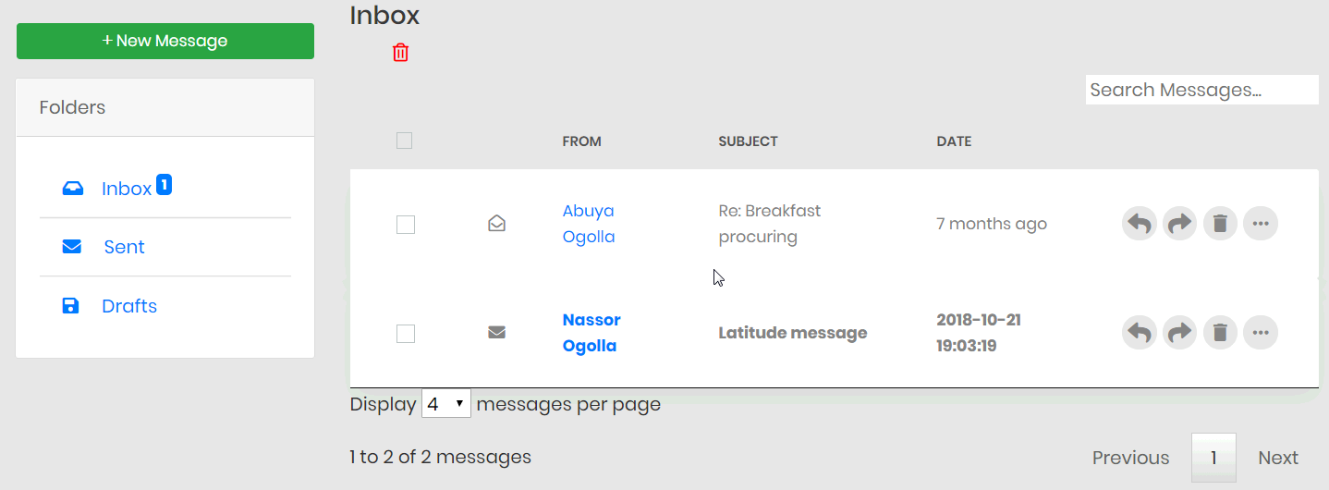 + New Message
Folders
Inbox 1
Sent
Drafts
Inbox
Search Messages...
FROM SUBJECT DATE
Abuya Re: Breakfast 7 months ago
Ogolla procuring
Nassor Latitude message 2018-10-21
Ogolla 19:03:19
Display 4 messages per page
1 to 2 of 2 messages
Previous 1 Next